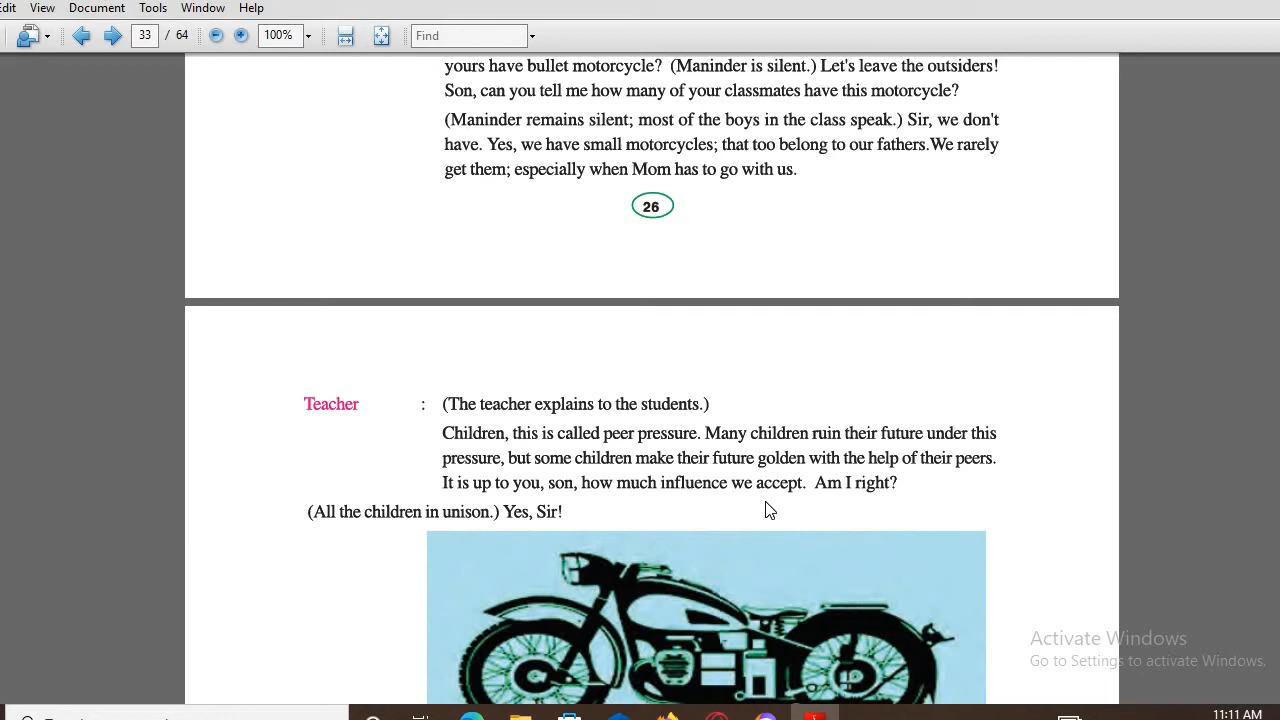 Edit View Document Tools Window Help
33 / 64 100% Find
yours have bullet motorcycle? (Maninder is silent.) Let's leave the outsiders!
Son, can you tell me how many of your classmates have this motorcycle?
(Maninder remains silent; most of the boys in the class speak.) Sir, we don't
have. Yes, we have small motorcycles; that too belong to our fathers.We rarely
get them; especially when Mom has to go with us.
26
Teacher : (The teacher explains to the students.)
Children, this is called peer pressure. Many children ruin their future under this
pressure, but some children make their future golden with the help of their peers.
It is up to you, son, how much influence we accept. Am I right?
(All the children in unison.) Yes, Sir!
Activate Windows
Go to Settings to activate Windows.
11:11 AM